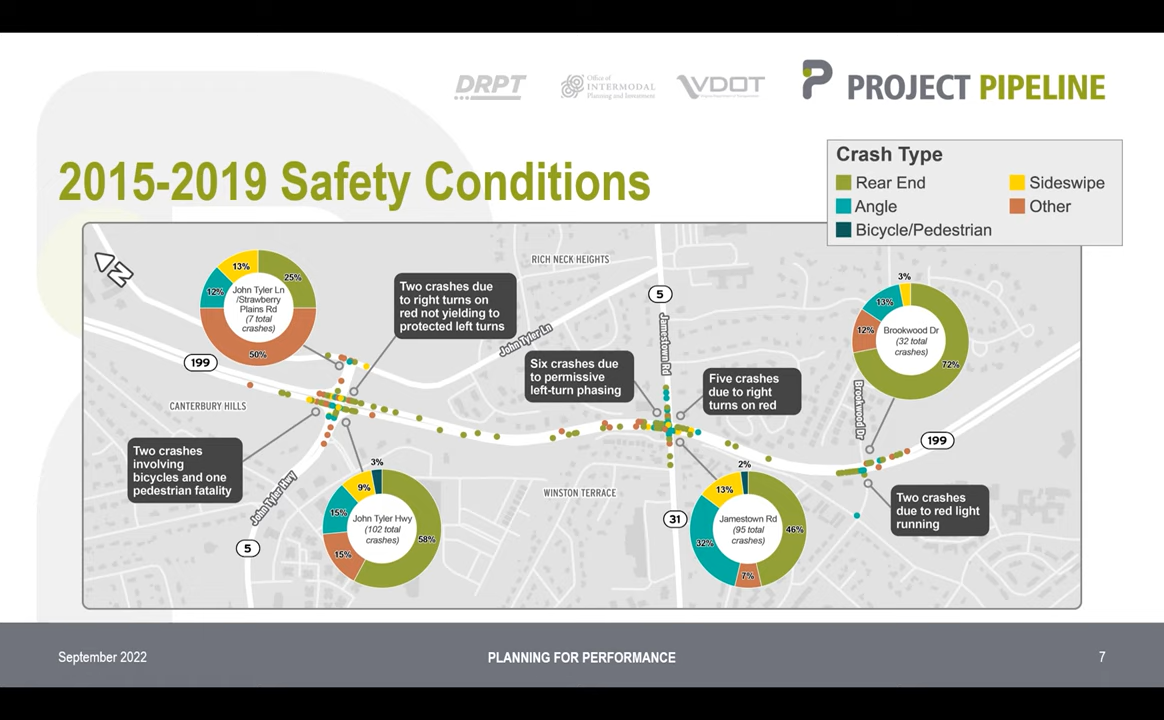 DRPT
Office of
INTERMODAL
Planning and Investment
VDOT
PROJECT PIPELINE
2015-2019 Safety Conditions
Crash Type
Rear End
Sideswipe
Angle
Other
Bicycle/Pedestrian
N
13%
25%
12%
50%
John Tyler Ln
/Strawberry
Plains Rd
(7 total
crashes)
Two crashes due
to right turns on
red not yielding to
protected left turns
RICH NECK HEIGHTS
5
Jamestown Rd
John Tyler Ln
199
CANTERBURY HILLS
Six crashes due
to permissive
left-turn phasing
Five crashes
due to right
turns on red
3%
13%
12%
72%
Brookwood Dr
(32 total
crashes)
Brookwood Dr
199
Two crashes
involving
bicycles and one
pedestrian fatality
John Tyler Hwy
5
3%
9%
15%
15%
58%
John Tyler Hwy
(102 total
crashes)
WINSTON TERRACE
31
2%
13%
32%
7%
46%
Jamestown Rd
(95 total
crashes)
Two crashes
due to red light
running
September 2022
PLANNING FOR PERFORMANCE
7